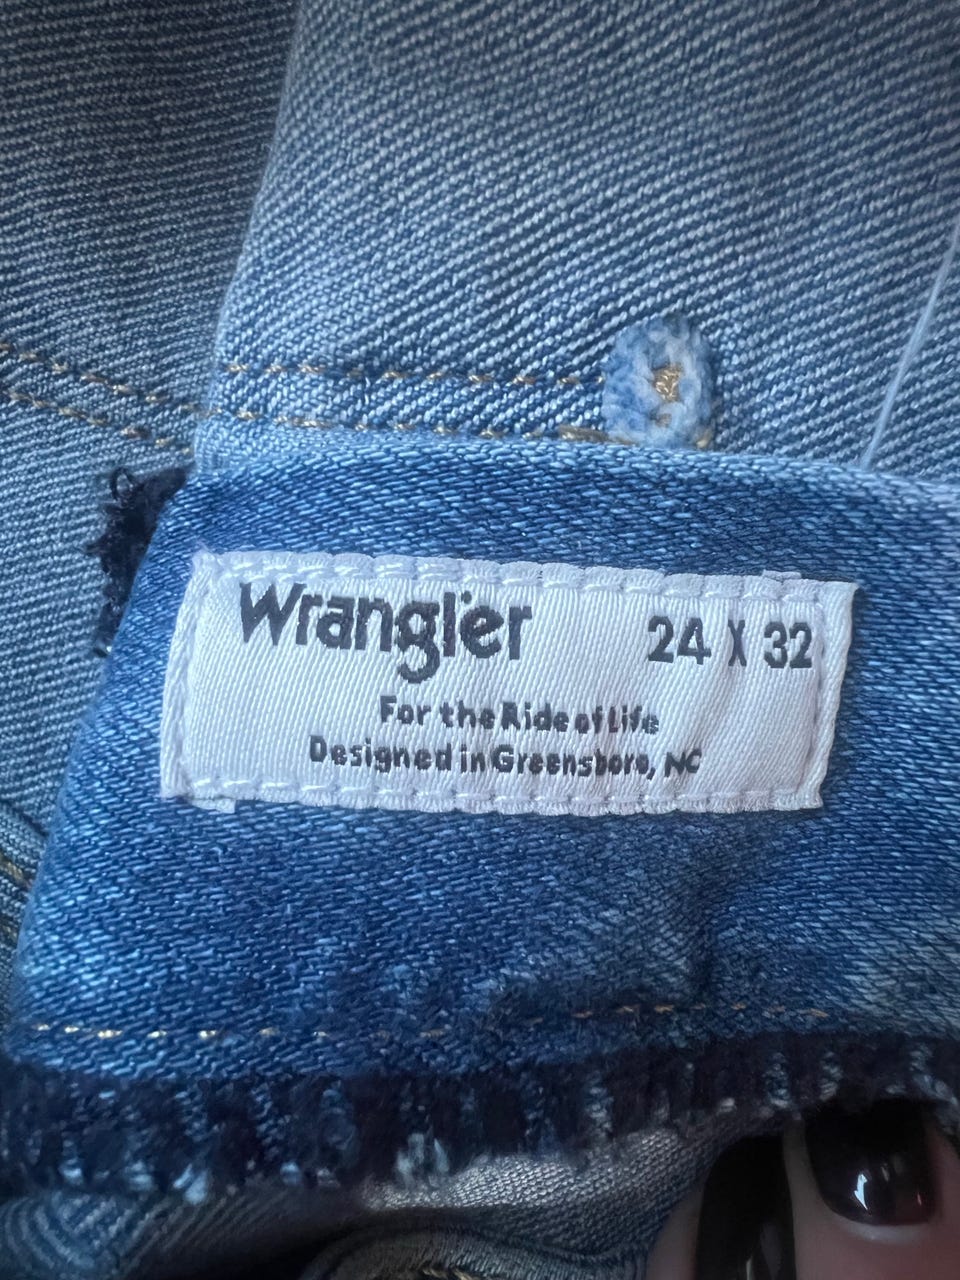 Wrangler 24 X 32
For the Ride of Life
Designed in Greensboro, NC